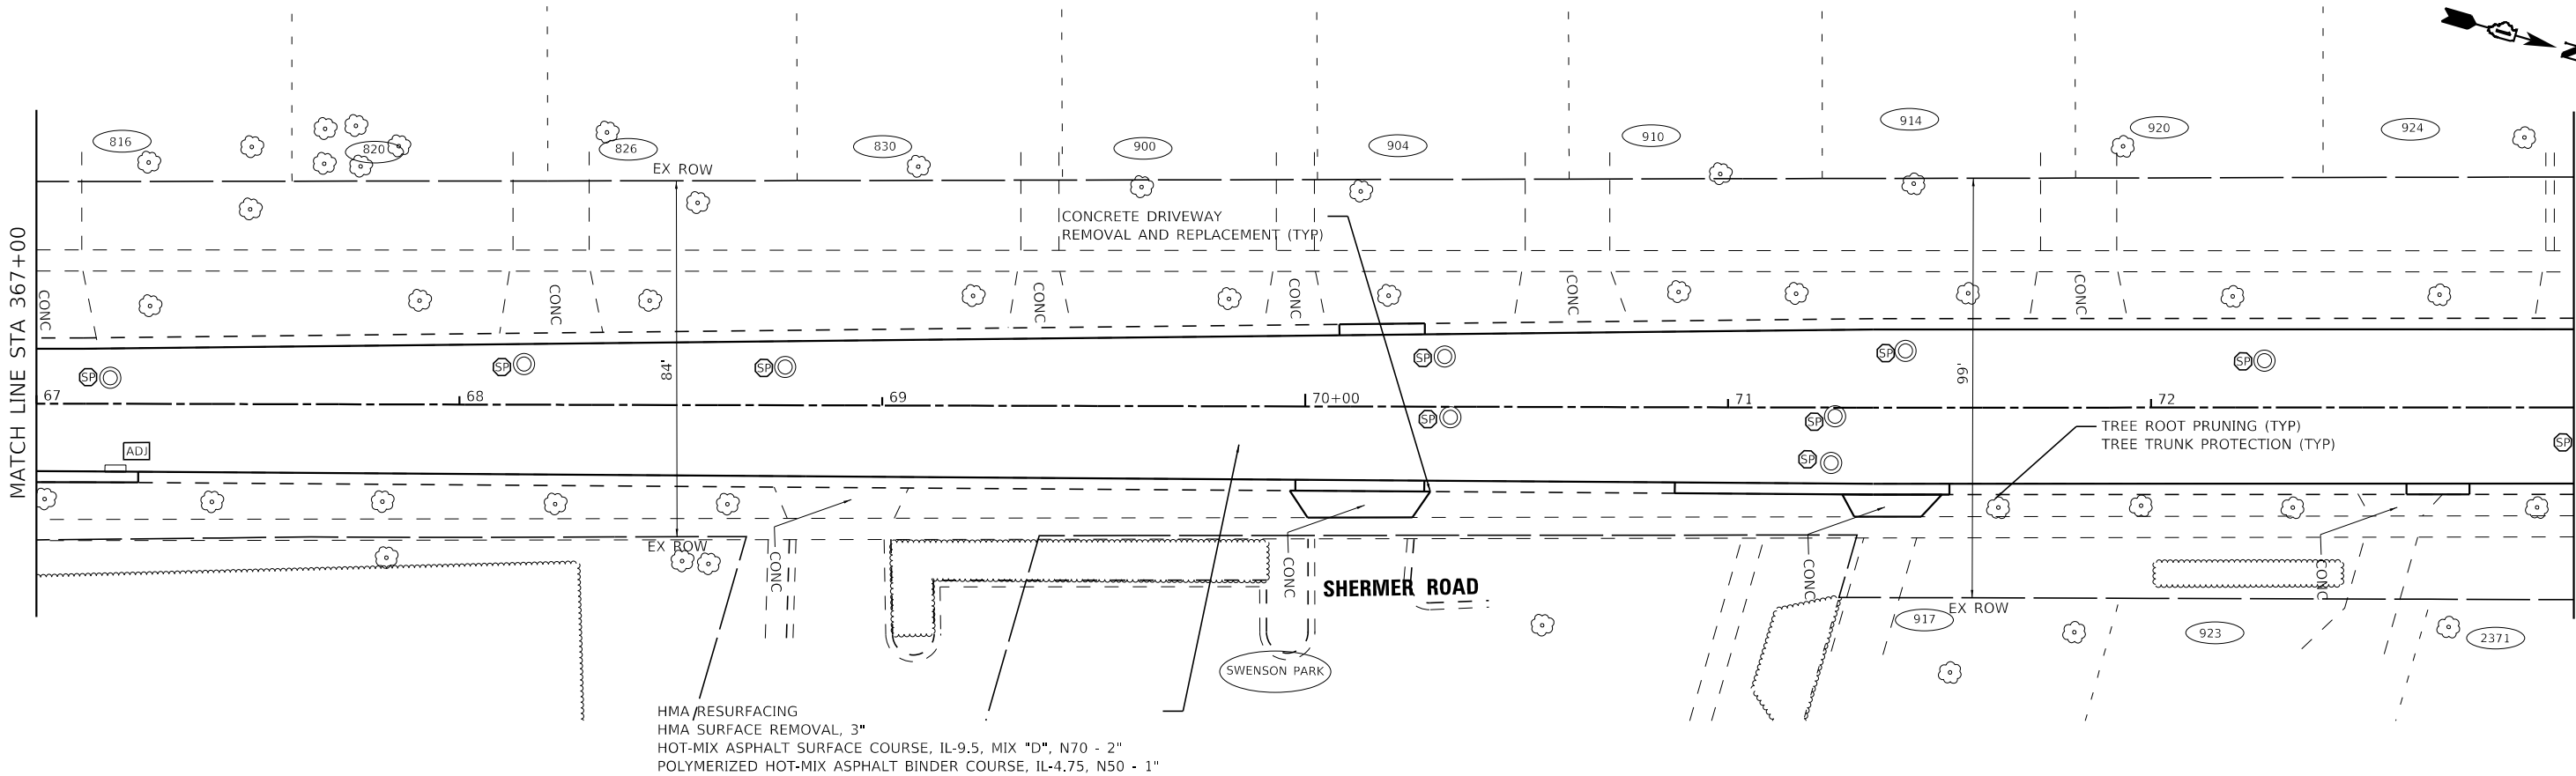 N
816
820
826
830
900
904
910
914
920
924
EX ROW
CONCRETE DRIVEWAY
REMOVAL AND REPLACEMENT (TYP)
MATCH LINE STA 367+00
CONC
CONC
CONC
CONC
CONC
CONC
84'
99'
SP
SP
SP
SP
SP
SP
67
68
69
70+00
71
72
SP
SP
SP
SP
ADJ
TREE ROOT PRUNING (TYP)
TREE TRUNK PROTECTION (TYP)
EX ROW
CONC
CONC
CONC
CONC
SHERMER ROAD
EX ROW
917
923
2371
SWENSON PARK
HMA RESURFACING
HMA SURFACE REMOVAL, 3"
HOT-MIX ASPHALT SURFACE COURSE, IL-9.5, MIX "D", N70 - 2"
POLYMERIZED HOT-MIX ASPHALT BINDER COURSE, IL-4.75, N50 - 1"